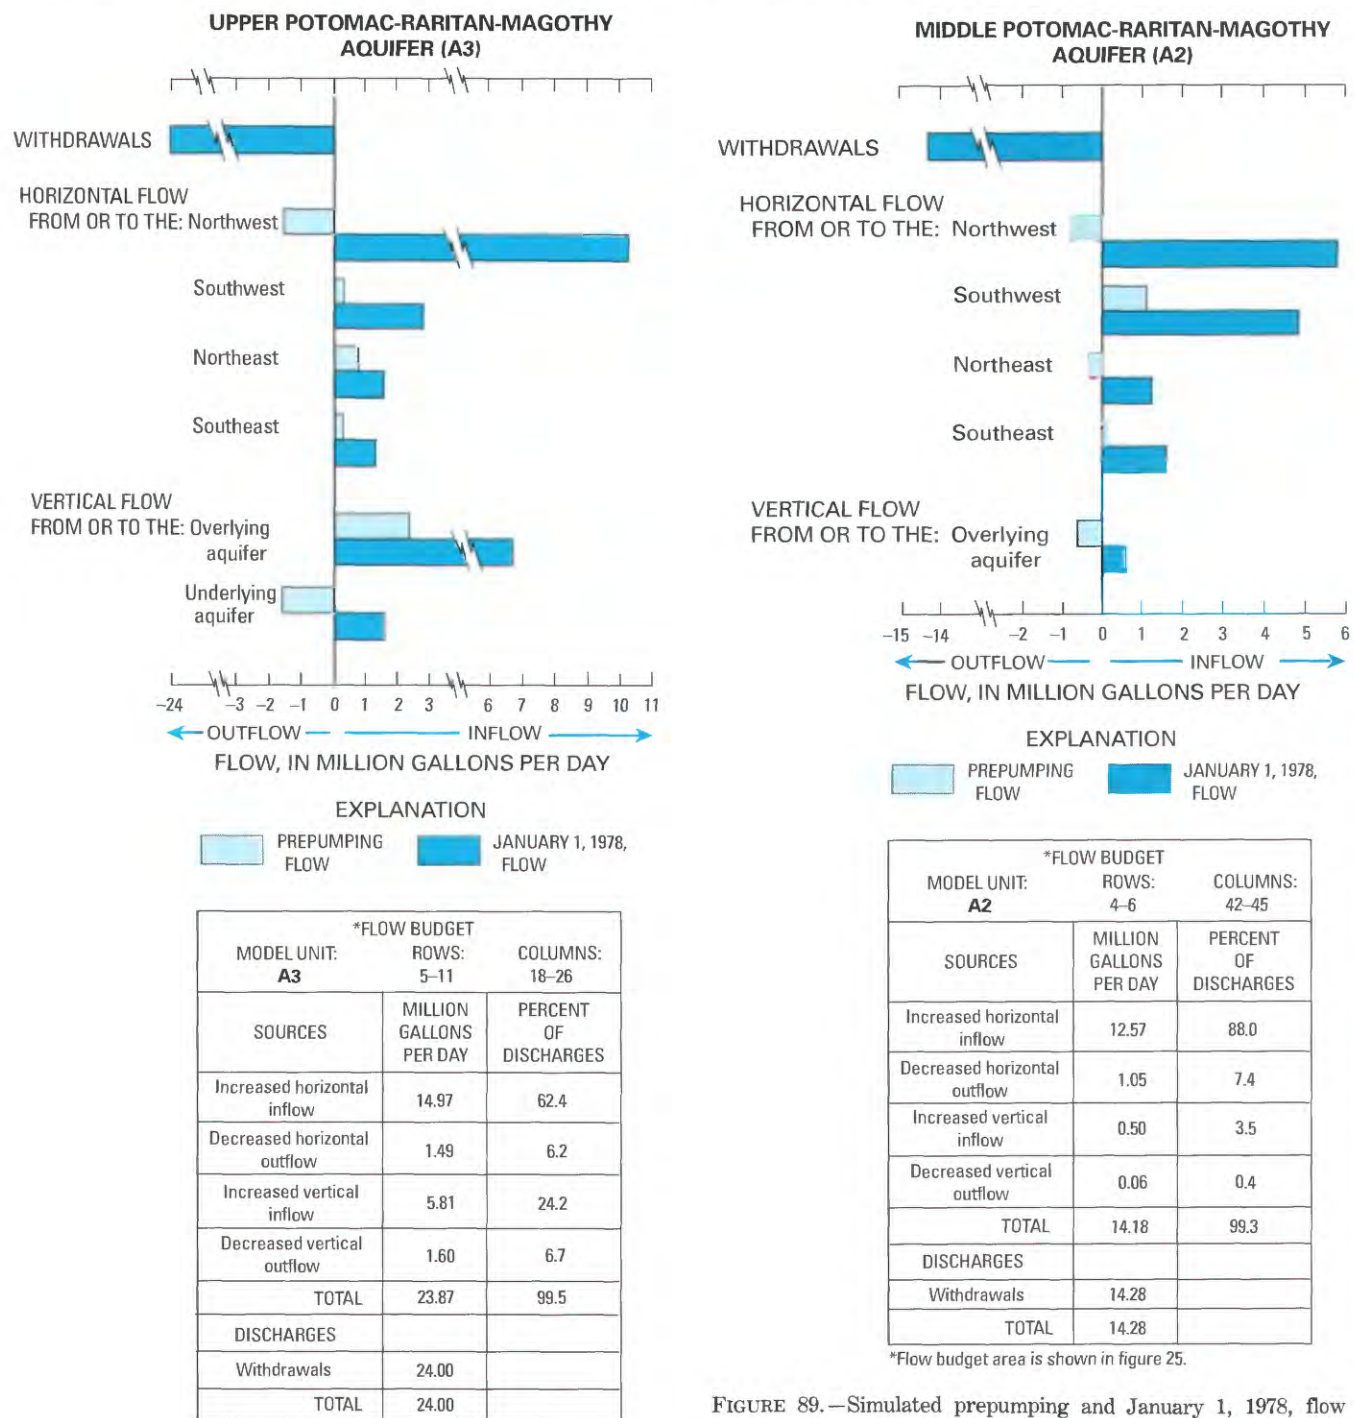 UPPER POTOMAC-RARITAN-MAGOTHY
AQUIFER (A3)
WITHDRAWALS
HORIZONTAL FLOW
FROM OR TO THE: Northwest
Southwest
Northeast
Southeast
VERTICAL FLOW
FROM OR TO THE: Overlying
aquifer
Underlying
aquifer
–24 –3 –2 –1 0 1 2 3 6 7 8 9 10 11
OUTFLOW INFLOW
FLOW, IN MILLION GALLONS PER DAY
EXPLANATION
PREPUMPING JANUARY 1, 1978,
FLOW FLOW
*FLOW BUDGET
MODEL UNIT: ROWS: COLUMNS:
A3 5–11 18–26
MILLION PERCENT
SOURCES GALLONS OF
PER DAY DISCHARGES
Increased horizontal
inflow 14.97 62.4
Decreased horizontal
outflow 1.49 6.2
Increased vertical
inflow 5.81 24.2
Decreased vertical
outflow 1.60 6.7
TOTAL 23.87 99.5
DISCHARGES
Withdrawals 24.00
TOTAL 24.00
MIDDLE POTOMAC-RARITAN-MAGOTHY
AQUIFER (A2)
WITHDRAWALS
HORIZONTAL FLOW
FROM OR TO THE: Northwest
Southwest
Northeast
Southeast
VERTICAL FLOW
FROM OR TO THE: Overlying
aquifer
–15 –14 –2 –1 0 1 2 3 4 5 6
OUTFLOW INFLOW
FLOW, IN MILLION GALLONS PER DAY
EXPLANATION
PREPUMPING JANUARY 1, 1978,
FLOW FLOW
*FLOW BUDGET
MODEL UNIT: ROWS: COLUMNS:
A2 4–6 42–45
MILLION PERCENT
SOURCES GALLONS OF
PER DAY DISCHARGES
Increased horizontal
inflow 12.57 88.0
Decreased horizontal
outflow 1.05 7.4
Increased vertical
inflow 0.50 3.5
Decreased vertical
outflow 0.06 0.4
TOTAL 14.18 99.3
DISCHARGES
Withdrawals 14.28
TOTAL 14.28
*Flow budget area is shown in figure 25.
FIGURE 89.—Simulated prepumping and January 1, 1978, flow